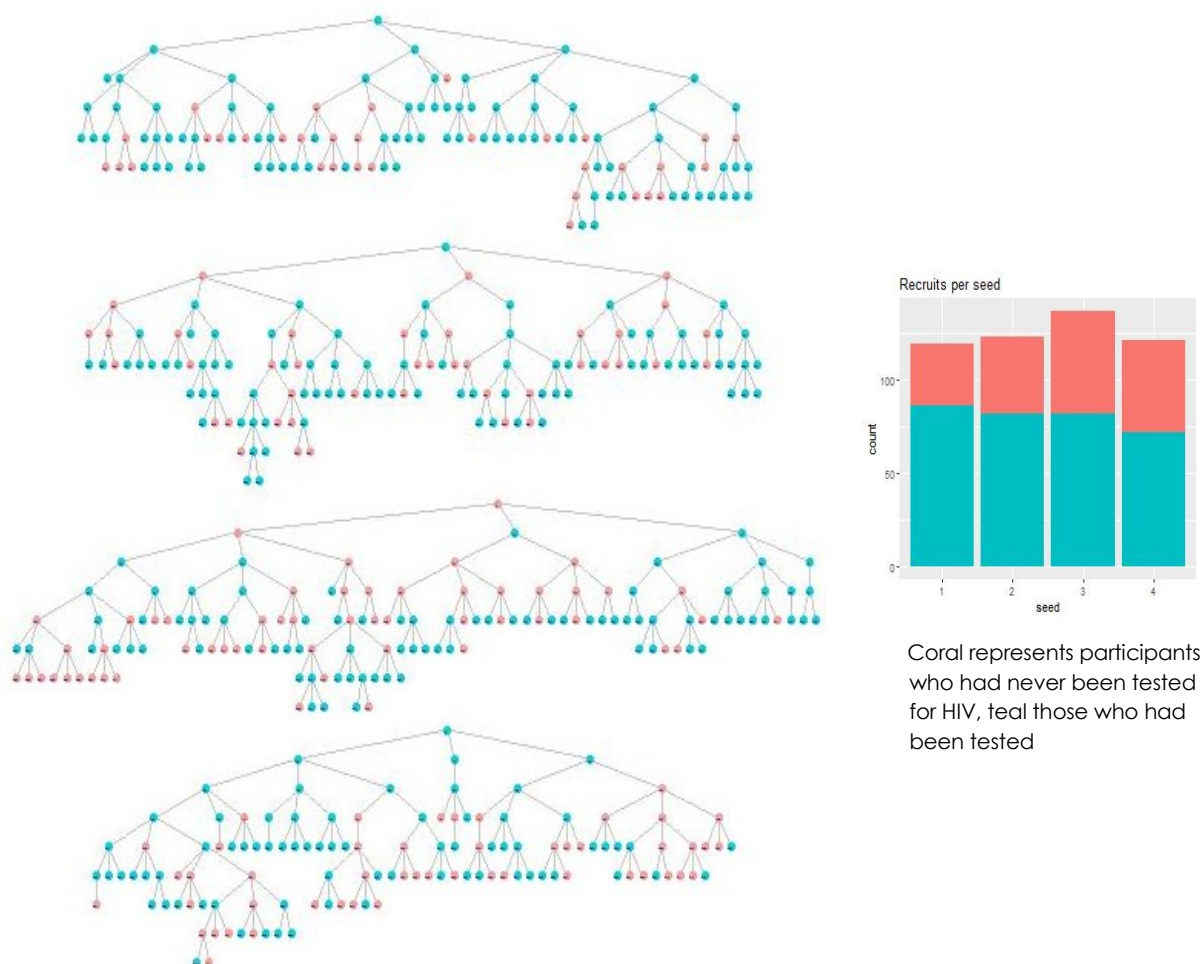 Recruits per seed
100
50
0
count
1 2 3 4
seed
Coral represents participants
who had never been tested
for HIV, teal those who had
been tested